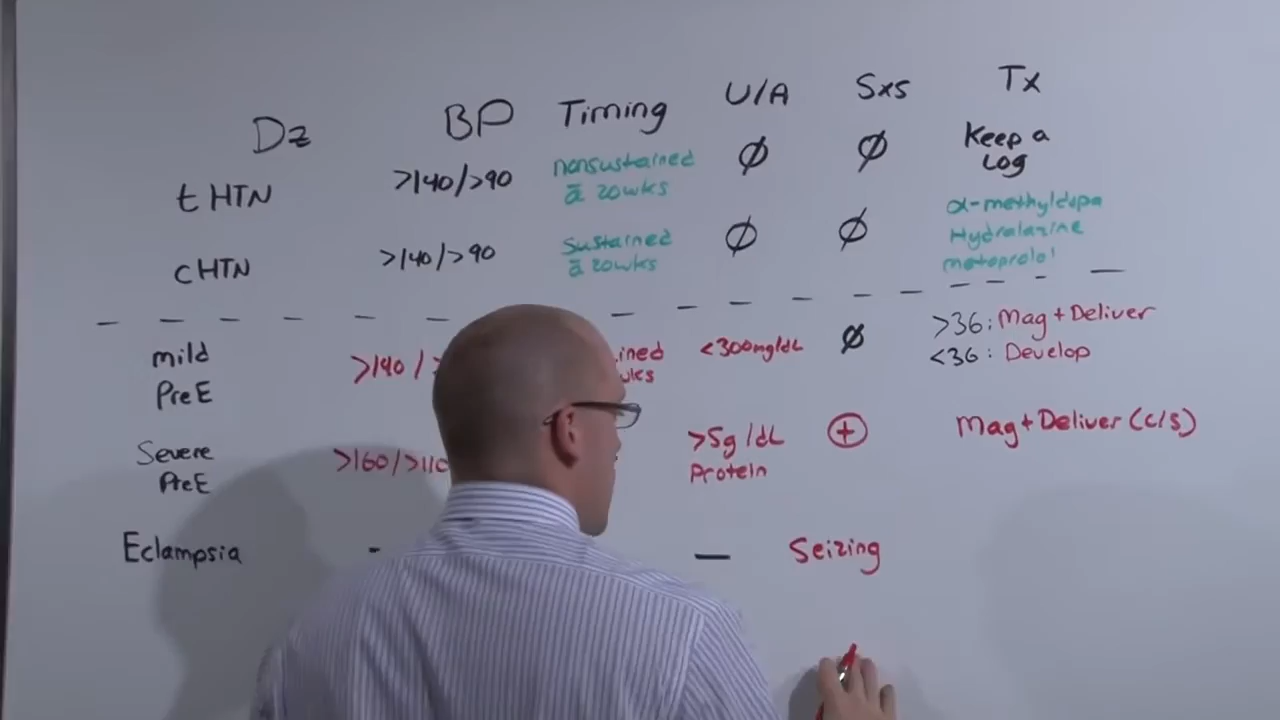 Dz BP Timing U/A Sxs Tx
tHTN >140/>90 nonsustained ā 20wks Ø Ø Keep a Log
cHTN >140/>90 Sustained ā 20wks Ø Ø α-methyldopa Hydralazine metoprolol
mild PreE >140/ <300mg/dL Ø >36: Mag+Deliver <36: Develop
Severe PreE >160/>110 >5g/dL Protein + Mag+Deliver (c/s)
Eclampsia - - Seizing